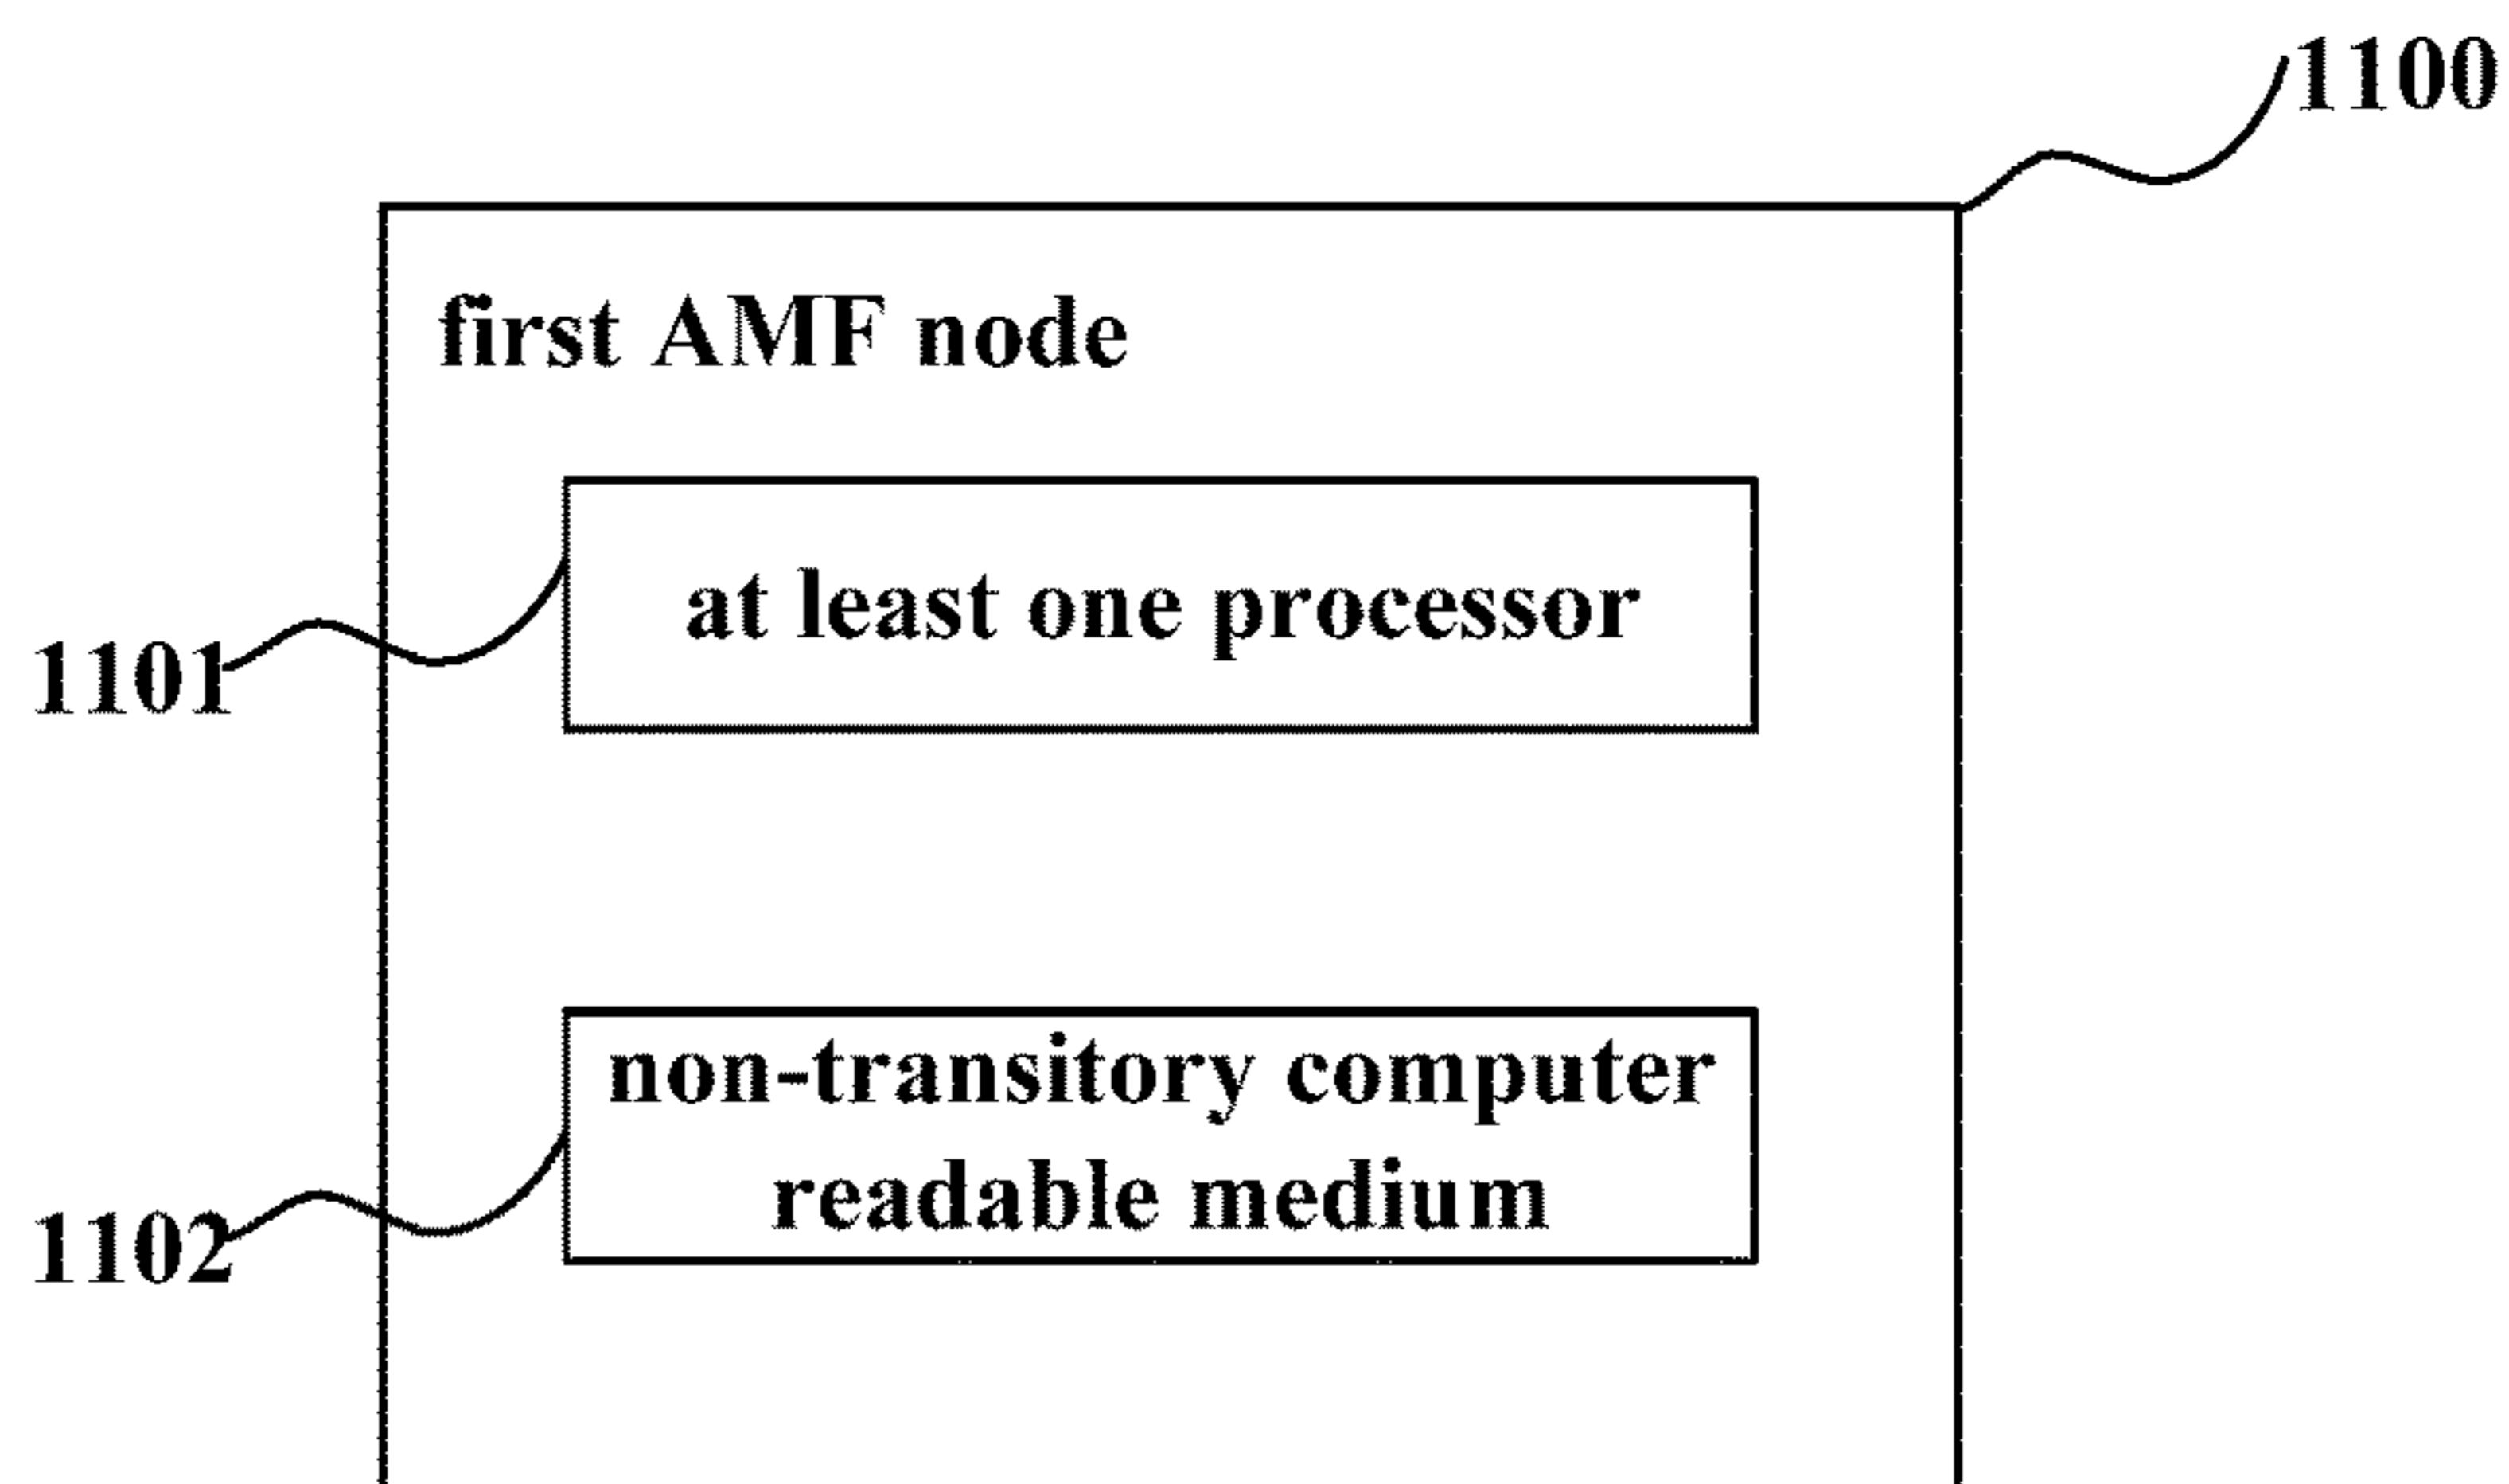 1100
first AMF node
at least one processor
1101
non-transitory computer
readable medium
1102